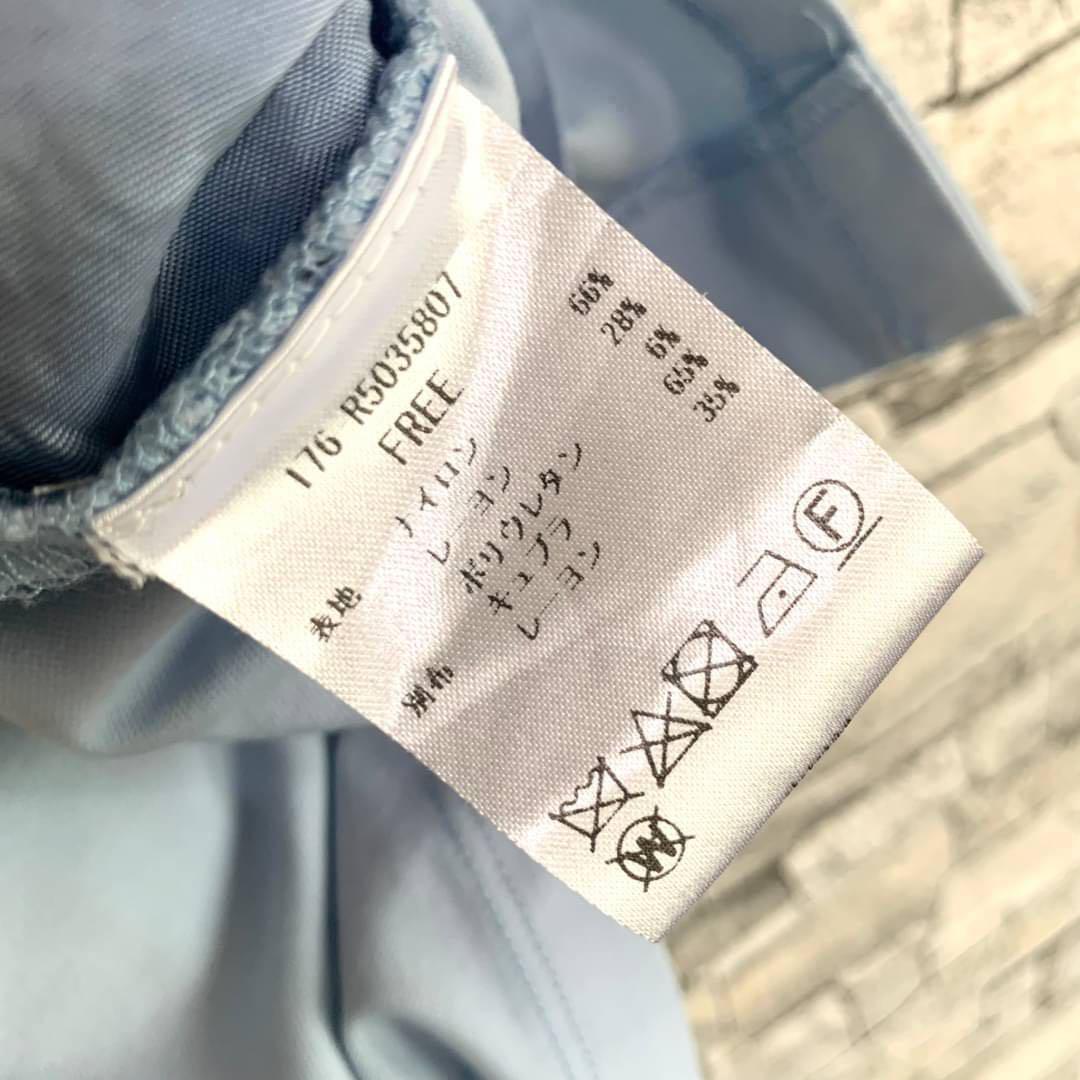 176-R5035807
FREE
表地 ナイロン 66%
レーヨン 28%
ポリウレタン 6%
別布 キュプラ 65%
レーヨン 35%
F
W